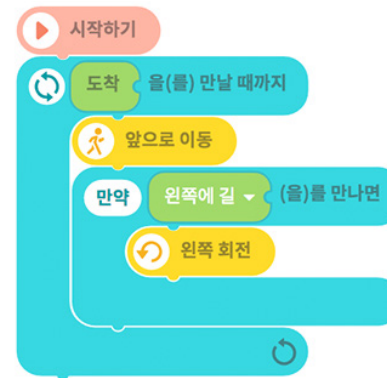 시작하기
도착 을(를) 만날 때까지
앞으로 이동
만약 왼쪽에 길 (을)를 만나면
왼쪽 회전